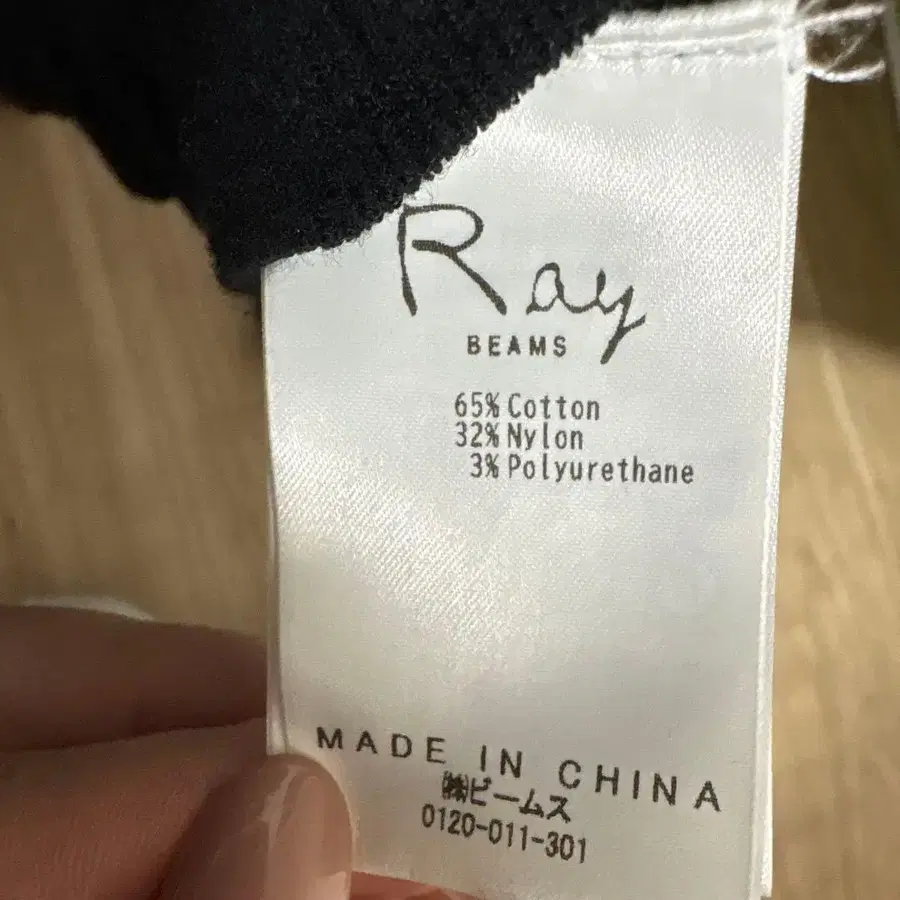 Ray
BEAMS
65% Cotton
32% Nylon
3% Polyurethane
MADE IN CHINA
㈱ビームス
0120-011-301